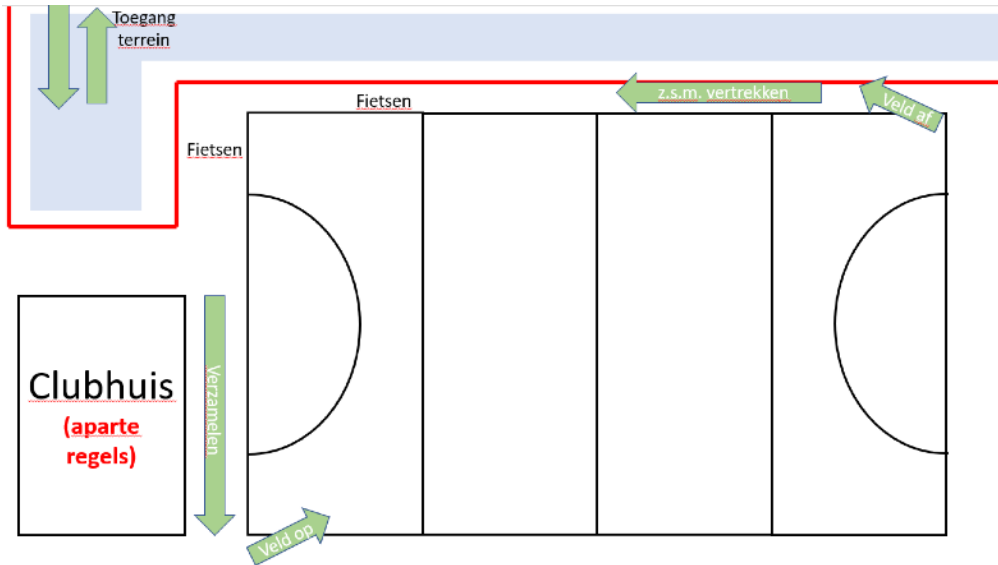 Toegang
terrein
z.s.m. vertrekken
Veld af
Fietsen
Fietsen
Clubhuis
(aparte
regels)
Verzamelen
Veld op